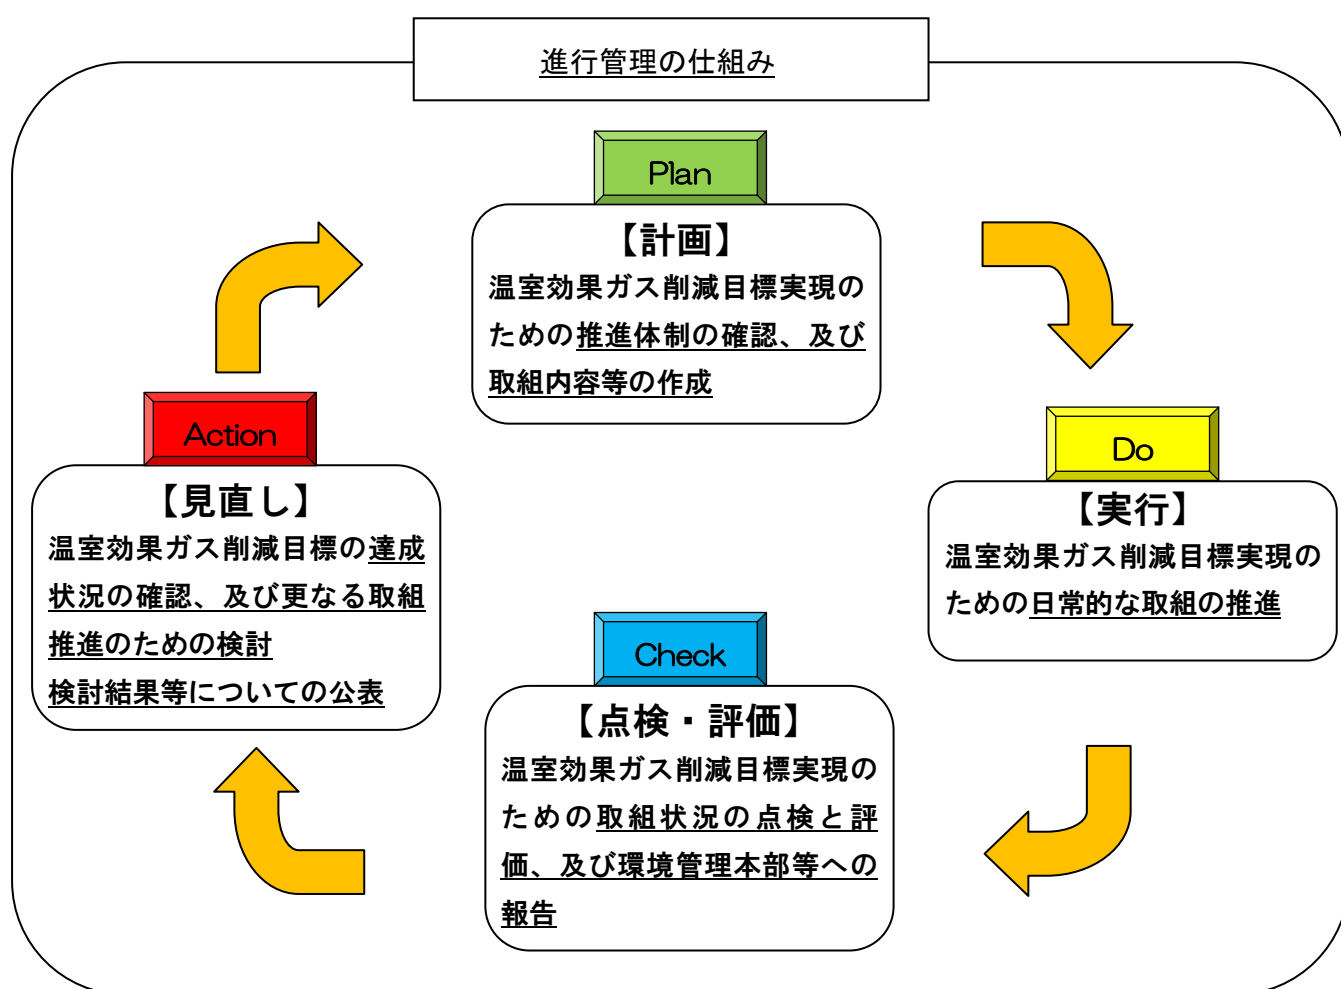 進行管理の仕組み
Plan
【計画】
温室効果ガス削減目標実現の
ための推進体制の確認、及び
取組内容等の作成
Do
【実行】
温室効果ガス削減目標実現の
ための日常的な取組の推進
Check
【点検・評価】
温室効果ガス削減目標実現の
ための取組状況の点検と評
価、及び環境管理本部等への
報告
Action
【見直し】
温室効果ガス削減目標の達成
状況の確認、及び更なる取組
推進のための検討
検討結果等についての公表